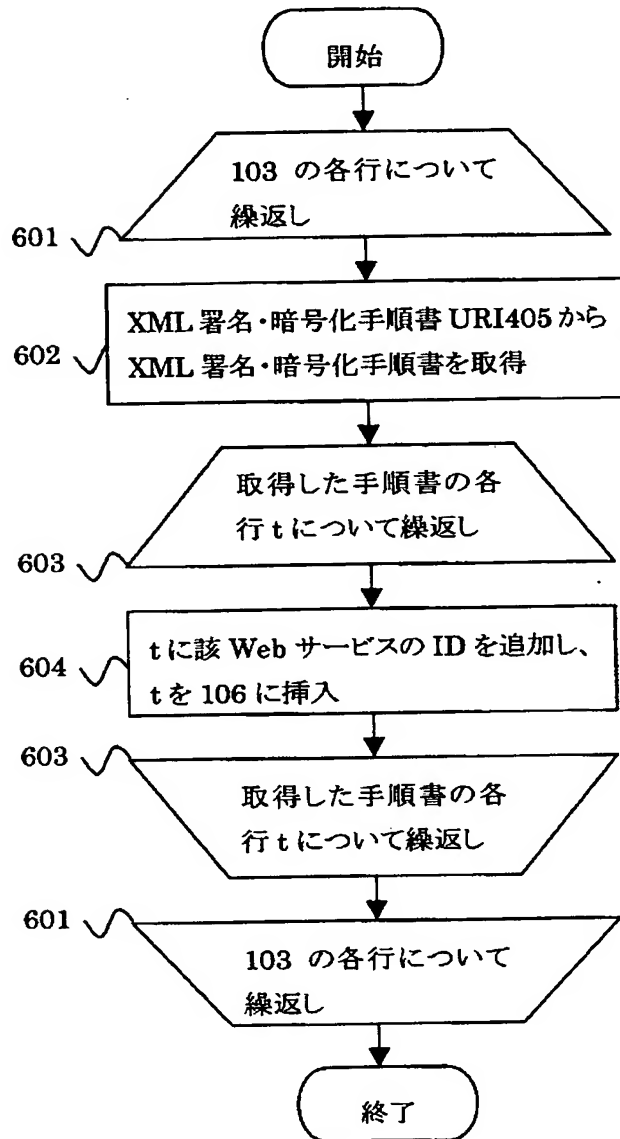 開始
103 の各行について
繰返し
601
XML 署名・暗号化手順書 URI405 から
XML 署名・暗号化手順書を取得
602
取得した手順書の各
行 t について繰返し
603
t に該 Web サービスの ID を追加し、
t を 106 に挿入
604
603
取得した手順書の各
行 t について繰返し
601
103 の各行について
繰返し
終了